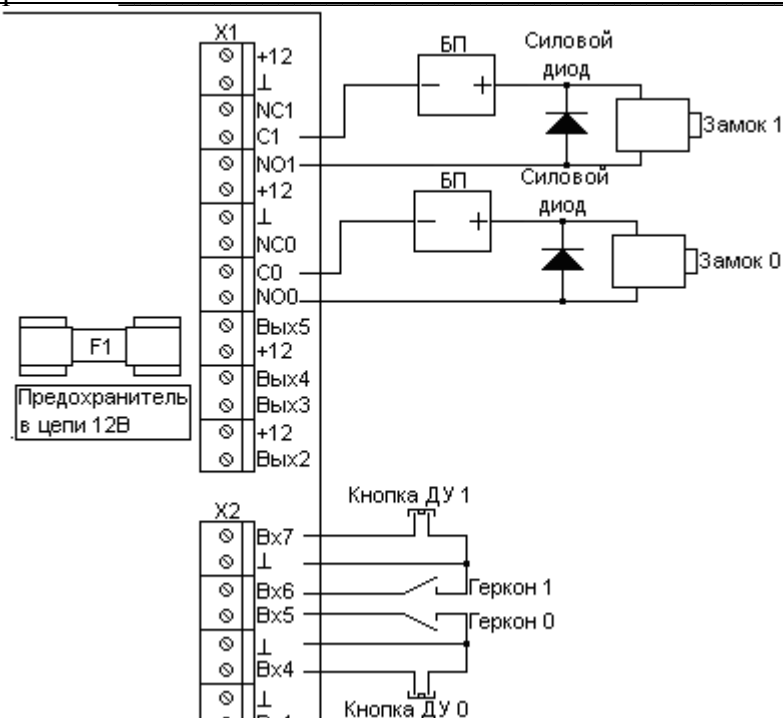 X1
+12
⊥
NC1
C1
NO1
+12
⊥
NC0
C0
NO0
Вых5
+12
Вых4
Вых3
+12
Вых2
БП
- +
Силовой
диод
Замок 1
БП
- +
Силовой
диод
Замок 0
F1
Предохранитель
в цепи 12В
X2
Вх7
⊥
Вх6
Вх5
⊥
Вх4
⊥
Кнопка ДУ 1
Геркон 1
Геркон 0
Кнопка ДУ 0